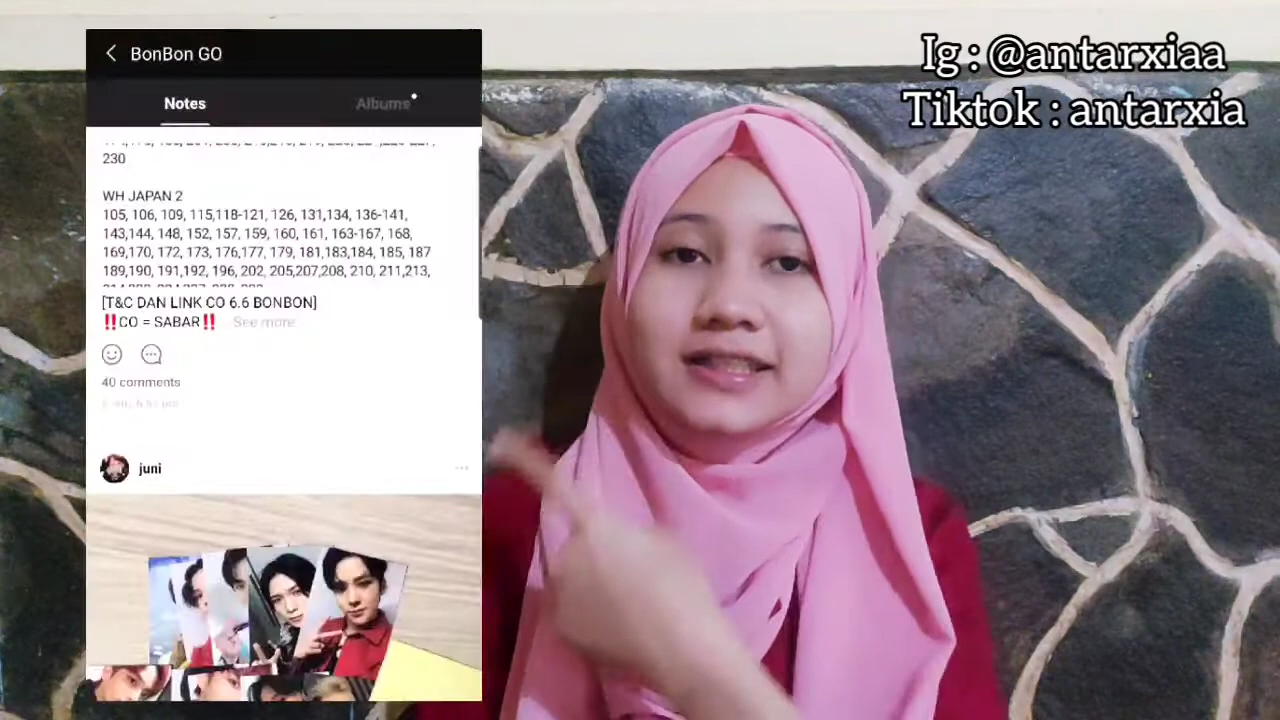 BonBon GO
Notes
Albums
230
WH JAPAN 2
105, 106, 109, 115,118-121, 126, 131,134, 136-141,
143,144, 148, 152, 157, 159, 160, 161, 163-167, 168,
169,170, 172, 173, 176,177, 179, 181,183,184, 185, 187
189,190, 191,192, 196, 202, 205,207,208, 210, 211,213,
[T&C DAN LINK CO 6.6 BONBON]
‼️CO = SABAR‼️ See more
40 comments
juni
Ig : @antarxiaa
Tiktok : antarxia